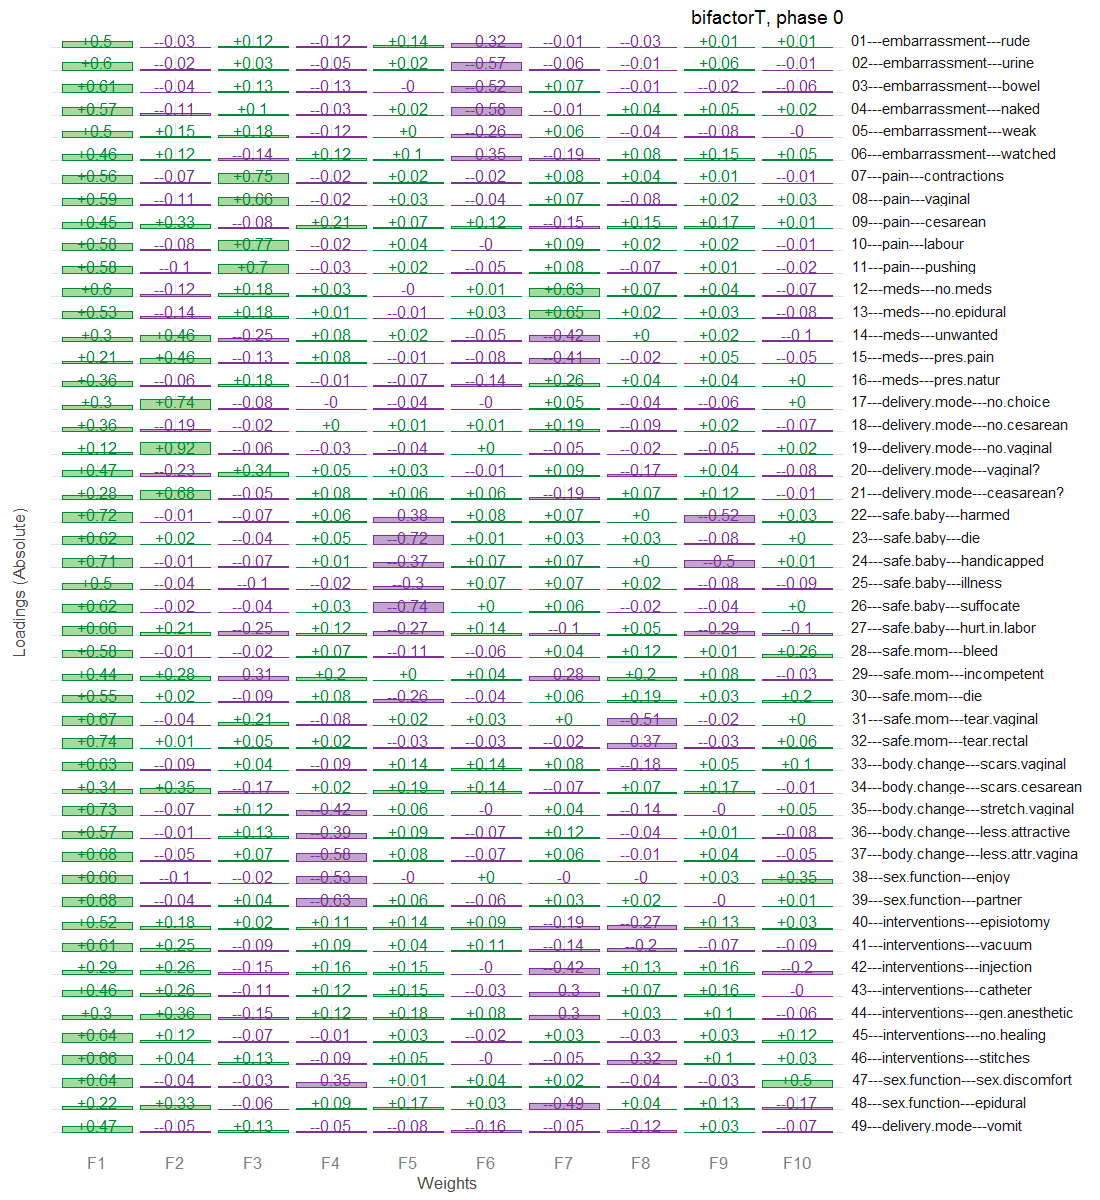 bifactorT, phase 0
+0.5 --0.03 +0.12 --0.12 +0.14 --0.32 --0.01 --0.03 +0.01 +0.01 01---embarrassment---rude
+0.6 --0.02 +0.03 --0.05 +0.02 --0.57 --0.06 --0.01 +0.06 --0.01 02---embarrassment---urine
+0.61 --0.04 +0.13 --0.13 -0 --0.52 +0.07 --0.01 --0.02 --0.06 03---embarrassment---bowel
+0.57 --0.11 +0.1 --0.03 +0.02 --0.58 --0.01 +0.04 +0.05 +0.02 04---embarrassment---naked
+0.5 +0.15 +0.18 --0.12 +0 --0.26 +0.06 --0.04 --0.08 -0 05---embarrassment---weak
+0.46 +0.12 --0.14 +0.12 +0.1 --0.35 --0.19 +0.08 +0.15 +0.05 06---embarrassment---watched
+0.56 --0.07 +0.75 --0.02 --0.02 --0.02 +0.08 +0.04 +0.01 --0.01 07---pain---contractions
+0.59 --0.11 +0.66 --0.02 +0.03 --0.04 +0.07 --0.08 +0.02 +0.03 08---pain---vaginal
+0.45 +0.33 --0.08 +0.21 +0.07 +0.12 --0.15 +0.15 +0.17 +0.01 09---pain---cesarean
+0.58 --0.08 +0.77 --0.02 +0.04 -0 +0.09 +0.02 +0.02 --0.01 10---pain---labour
+0.58 --0.1 +0.7 --0.03 +0.02 --0.05 +0.08 --0.07 +0.01 --0.02 11---pain---pushing
+0.6 --0.12 +0.18 +0.03 -0 +0.01 +0.63 +0.07 +0.04 --0.07 12---meds---no.meds
+0.53 --0.14 +0.18 +0.01 --0.01 +0.03 +0.65 +0.02 +0.03 --0.08 13---meds---no.epidural
+0.3 +0.46 --0.25 +0.08 +0.02 --0.05 --0.42 +0 +0.02 --0.1 14---meds---unwanted
+0.21 +0.46 --0.13 +0.08 --0.01 --0.08 --0.41 --0.02 +0.05 --0.05 15---meds---pres.pain
+0.36 --0.06 +0.18 --0.01 --0.07 --0.14 +0.26 +0.04 +0.04 +0 16---meds---pres.natur
+0.3 +0.74 --0.08 -0 --0.04 -0 +0.05 --0.04 --0.06 +0 17---delivery.mode---no.choice
+0.36 --0.19 --0.02 +0 +0.01 +0.01 +0.19 --0.09 +0.02 --0.07 18---delivery.mode---no.cesarean
+0.12 +0.92 --0.06 --0.03 --0.04 +0 --0.05 --0.02 --0.05 +0.02 19---delivery.mode---no.vaginal
+0.47 --0.23 +0.34 +0.05 +0.03 --0.01 +0.09 --0.17 +0.04 --0.08 20---delivery.mode---vaginal?
+0.28 +0.68 --0.05 +0.08 +0.06 +0.06 --0.19 +0.07 +0.12 --0.01 21---delivery.mode---ceasarean?
+0.72 --0.01 --0.07 +0.06 --0.38 +0.08 +0.07 +0 --0.52 +0.03 22---safe.baby---harmed
+0.62 +0.02 --0.04 +0.05 --0.72 +0.01 +0.03 +0.03 --0.08 +0 23---safe.baby---die
+0.71 --0.04 --0.07 +0.01 --0.37 +0.07 +0.07 +0 --0.5 +0.01 24---safe.baby---handicapped
+0.5 --0.04 --0.1 --0.02 --0.3 +0.07 +0.07 +0.02 --0.08 --0.09 25---safe.baby---illness
+0.62 --0.02 --0.04 +0.03 --0.74 +0 +0.06 --0.02 --0.04 +0 26---safe.baby---suffocate
+0.66 +0.21 --0.25 +0.12 --0.27 +0.14 --0.1 +0.05 --0.29 --0.1 27---safe.baby---hurt.in.labor
+0.58 --0.01 --0.02 +0.07 --0.11 --0.06 +0.04 +0.12 +0.01 +0.26 28---safe.mom---bleed
+0.44 +0.28 --0.31 +0.2 +0 +0.04 --0.28 +0.2 +0.08 --0.03 29---safe.mom---incompetent
+0.55 +0.02 --0.09 +0.08 --0.26 --0.04 +0.06 +0.19 +0.03 +0.2 30---safe.mom---die
+0.67 --0.04 +0.21 --0.08 +0.02 +0.03 +0 --0.51 --0.02 +0 31---safe.mom---tear.vaginal
+0.74 +0.01 +0.05 +0.02 --0.03 --0.03 --0.02 --0.37 --0.03 +0.06 32---safe.mom---tear.rectal
+0.63 --0.09 +0.04 --0.09 +0.14 +0.14 +0.08 --0.18 +0.05 +0.1 33---body.change---scars.vaginal
+0.34 +0.35 --0.17 +0.02 +0.19 +0.14 --0.07 +0.07 +0.17 --0.01 34---body.change---scars.cesarean
+0.73 --0.07 +0.12 --0.42 +0.06 -0 +0.04 --0.14 -0 +0.05 35---body.change---stretch.vaginal
+0.57 --0.01 +0.13 --0.39 +0.09 --0.07 +0.12 --0.04 +0.01 --0.08 36---body.change---less.attractive
+0.68 --0.05 +0.07 --0.58 +0.08 --0.07 +0.06 --0.01 +0.04 --0.05 37---body.change---less.attr.vagina
+0.66 --0.1 --0.02 --0.53 -0 +0 -0 -0 +0.03 +0.35 38---sex.function---enjoy
+0.68 --0.04 +0.04 --0.63 +0.06 --0.06 +0.03 +0.02 -0 +0.01 39---sex.function---partner
+0.52 +0.18 +0.02 +0.11 +0.14 +0.09 --0.19 --0.27 +0.13 +0.03 40---interventions---episiotomy
+0.61 +0.25 --0.09 +0.09 +0.04 +0.11 --0.14 --0.2 --0.07 --0.09 41---interventions---vacuum
+0.29 +0.26 --0.15 +0.16 +0.15 -0 --0.42 +0.13 +0.16 --0.2 42---interventions---injection
+0.46 +0.26 --0.11 +0.12 +0.15 --0.03 --0.3 +0.07 +0.16 -0 43---interventions---catheter
+0.3 +0.36 --0.15 +0.12 +0.18 +0.08 --0.3 +0.03 +0.1 --0.06 44---interventions---gen.anesthetic
+0.64 +0.12 --0.07 --0.01 +0.03 --0.02 +0.03 --0.03 +0.03 +0.12 45---interventions---no.healing
+0.66 +0.04 +0.13 --0.09 +0.05 -0 --0.05 --0.32 +0.1 +0.03 46---interventions---stitches
+0.64 --0.04 --0.03 --0.35 +0.01 +0.04 +0.02 --0.04 --0.03 +0.5 47---sex.function---sex.discomfort
+0.22 +0.33 --0.06 +0.09 +0.17 +0.03 --0.49 +0.04 +0.13 --0.17 48---sex.function---epidural
+0.47 --0.05 +0.13 --0.05 --0.08 --0.16 --0.05 --0.12 +0.03 --0.07 49---delivery.mode---vomit
F1 F2 F3 F4 F5 F6 F7 F8 F9 F10
Weights
Loadings (Absolute)